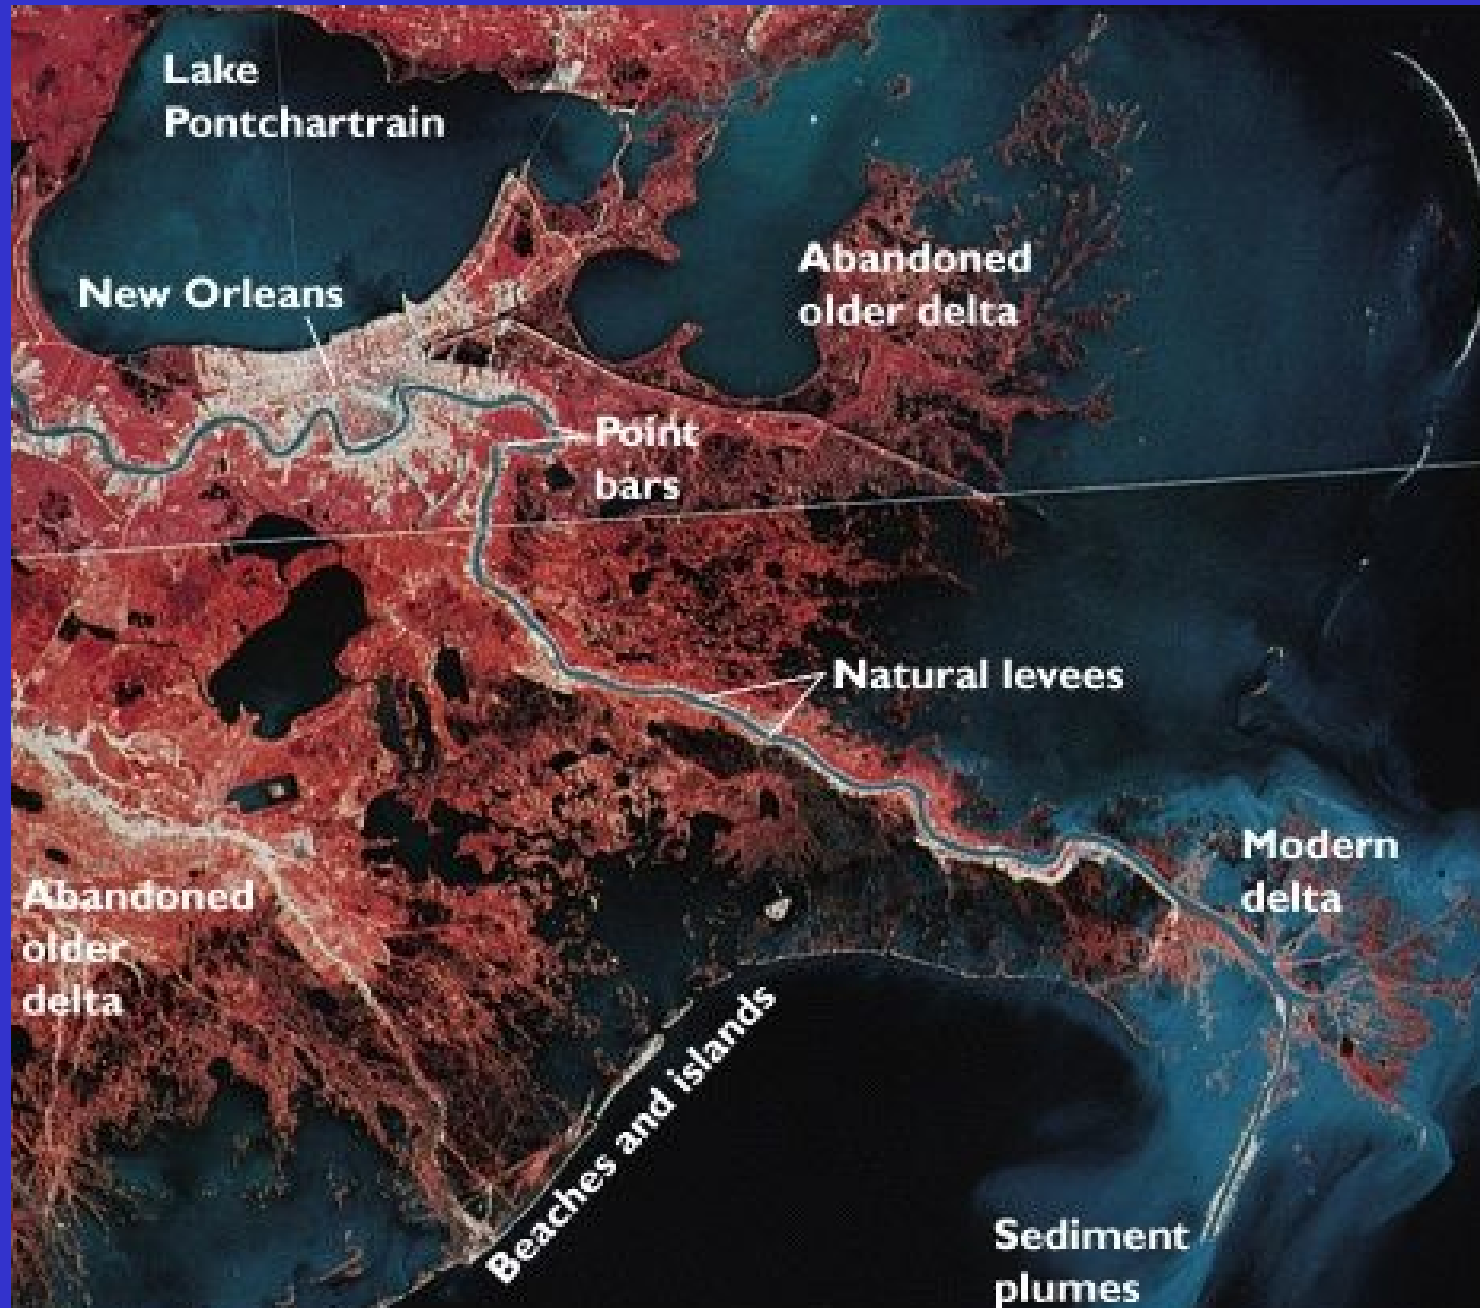 Lake
Pontchartrain
New Orleans
Abandoned
older delta
Point
bars
Natural levees
Modern
delta
Abandoned
older
delta
Beaches and islands
Sediment
plumes